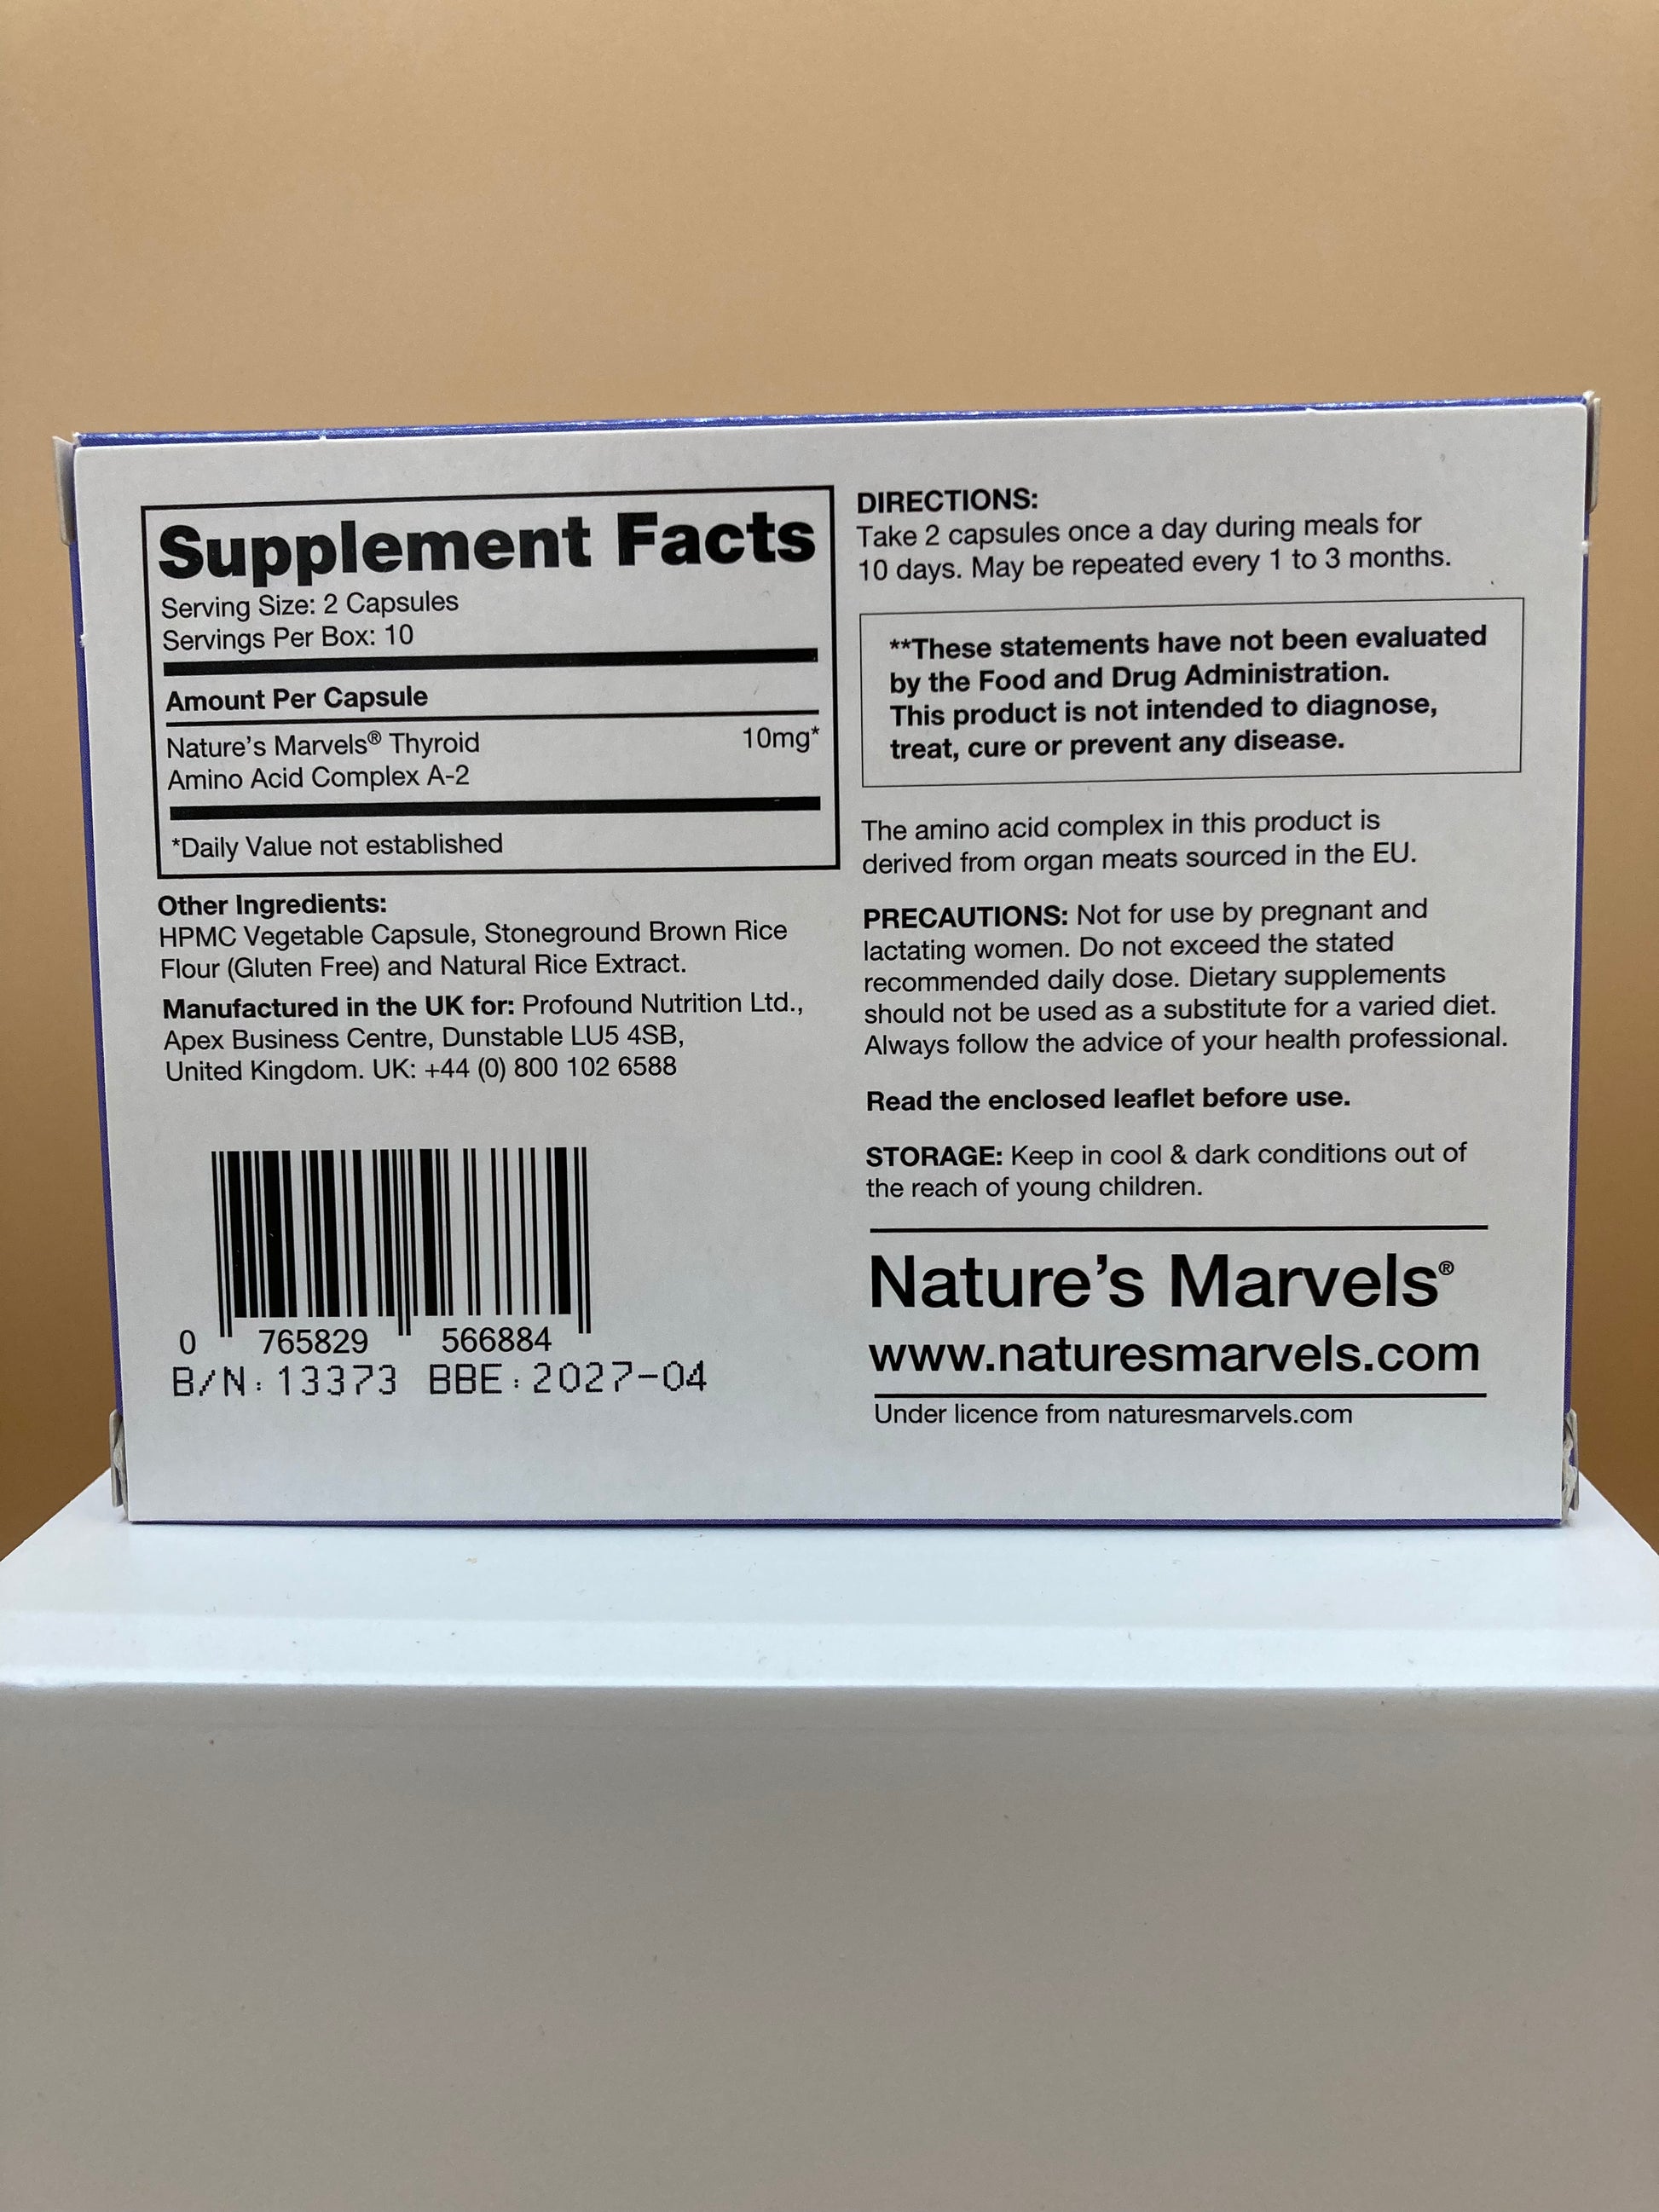 Supplement Facts
Serving Size: 2 Capsules
Servings Per Box: 10
Amount Per Capsule
Nature's Marvels® Thyroid 10mg*
Amino Acid Complex A-2
*Daily Value not established
Other Ingredients:
HPMC Vegetable Capsule, Stoneground Brown Rice
Flour (Gluten Free) and Natural Rice Extract.
Manufactured in the UK for: Profound Nutrition Ltd.,
Apex Business Centre, Dunstable LU5 4SB,
United Kingdom. UK: +44 (0) 800 102 6588
0 765829 566884
B/N: 13373 BBE: 2027-04
DIRECTIONS:
Take 2 capsules once a day during meals for
10 days. May be repeated every 1 to 3 months.
**These statements have not been evaluated
by the Food and Drug Administration.
This product is not intended to diagnose,
treat, cure or prevent any disease.
The amino acid complex in this product is
derived from organ meats sourced in the EU.
PRECAUTIONS: Not for use by pregnant and
lactating women. Do not exceed the stated
recommended daily dose. Dietary supplements
should not be used as a substitute for a varied diet.
Always follow the advice of your health professional.
Read the enclosed leaflet before use.
STORAGE: Keep in cool & dark conditions out of
the reach of young children.
Nature's Marvels®
www.naturesmarvels.com
Under licence from naturesmarvels.com